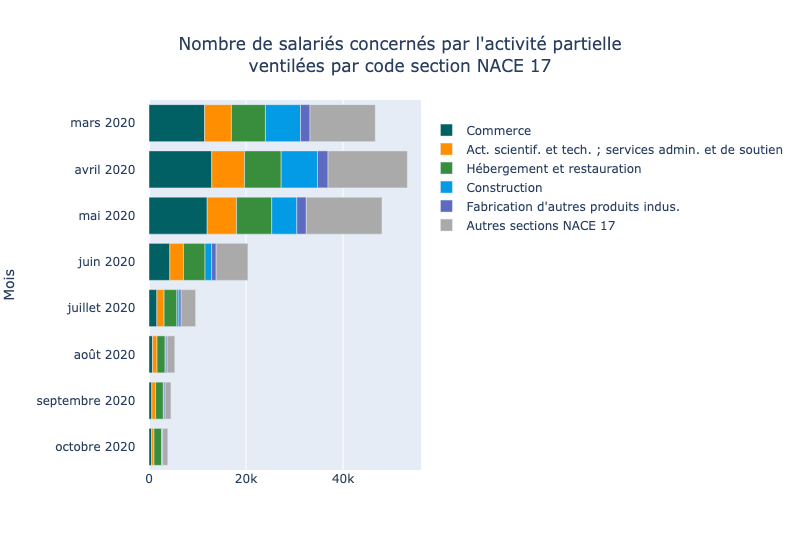 Nombre de salariés concernés par l'activité partielle
ventilées par code section NACE 17
mars 2020
avril 2020
mai 2020
juin 2020
juillet 2020
août 2020
septembre 2020
octobre 2020
Mois
0
20k
40k
Commerce
Act. scientif. et tech. ; services admin. et de soutien
Hébergement et restauration
Construction
Fabrication d'autres produits indus.
Autres sections NACE 17